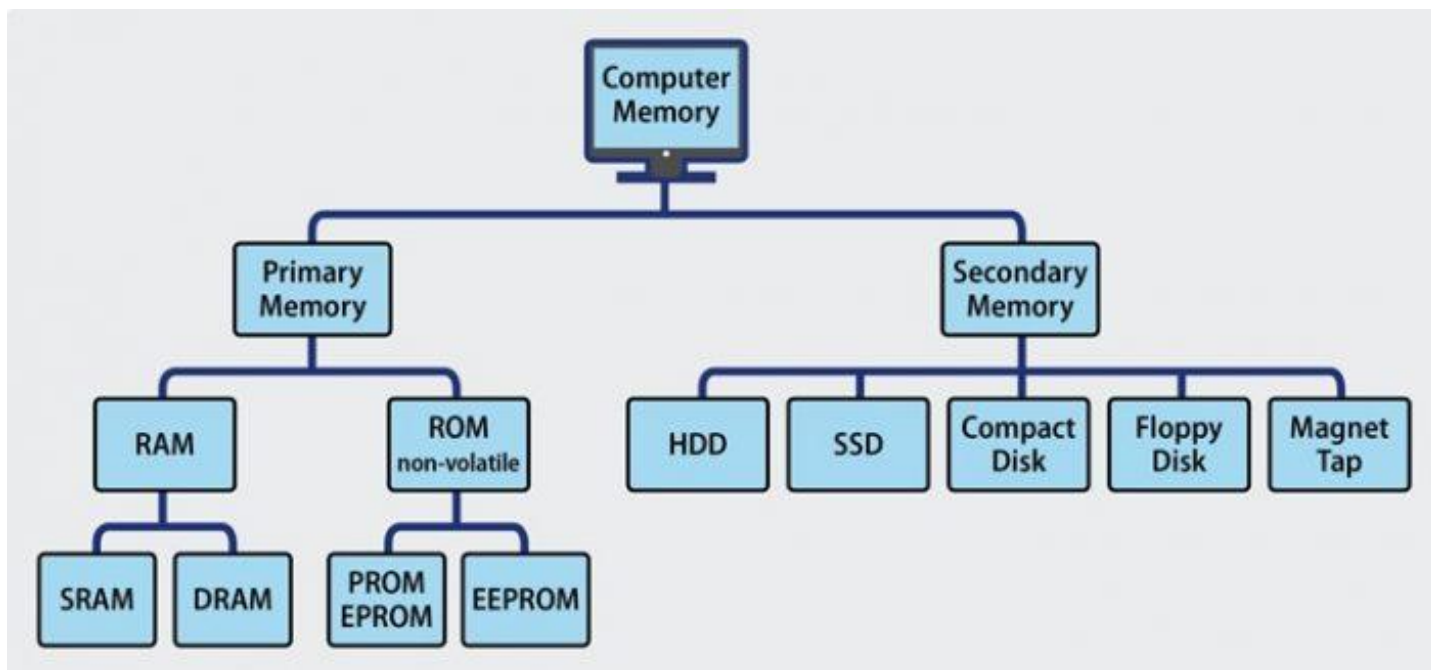 Computer
Memory
Primary
Memory
Secondary
Memory
RAM
ROM
non-volatile
HDD
SSD
Compact
Disk
Floppy
Disk
Magnet
Tap
SRAM
DRAM
PROM
EPROM
EEPROM